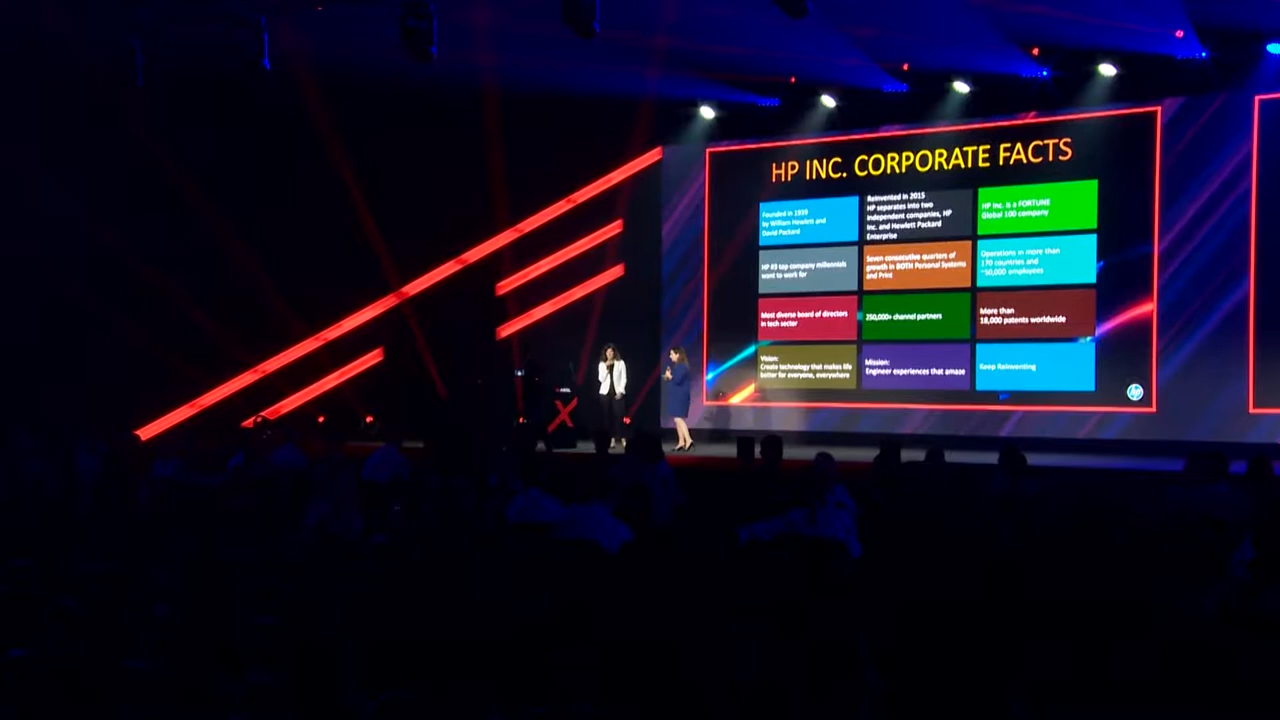 HP INC. CORPORATE FACTS
Founded in 1939
by William Hewlett and
David Packard
Reinvented in 2015
HP separates into two
independent companies, HP
Inc. and Hewlett Packard
Enterprise
HP Inc. is a FORTUNE
Global 100 company
HP #3 top company millennials
want to work for
Seven consecutive quarters of
growth in BOTH Personal Systems
and Print
Operations in more than
170 countries and
~50,000 employees
Most diverse board of directors
in tech sector
250,000+ channel partners
More than
18,000 patents worldwide
Vision:
Create technology that makes life
better for everyone, everywhere
Mission:
Engineer experiences that amaze
Keep Reinventing
hp
X